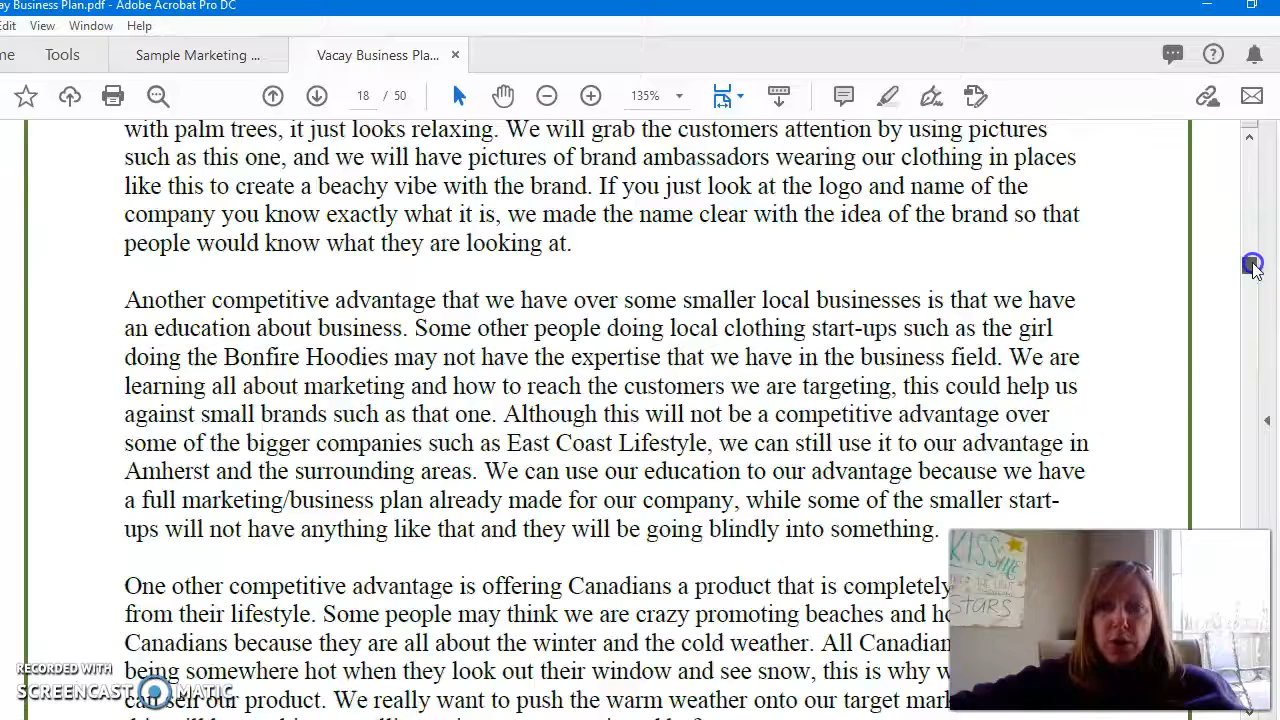 ay Business Plan.pdf - Adobe Acrobat Pro DC
Edit View Window Help
me Tools Sample Marketing ... Vacay Business Pla... ×
18 / 50 135%
with palm trees, it just looks relaxing. We will grab the customers attention by using pictures
such as this one, and we will have pictures of brand ambassadors wearing our clothing in places
like this to create a beachy vibe with the brand. If you just look at the logo and name of the
company you know exactly what it is, we made the name clear with the idea of the brand so that
people would know what they are looking at.
Another competitive advantage that we have over some smaller local businesses is that we have
an education about business. Some other people doing local clothing start-ups such as the girl
doing the Bonfire Hoodies may not have the expertise that we have in the business field. We are
learning all about marketing and how to reach the customers we are targeting, this could help us
against small brands such as that one. Although this will not be a competitive advantage over
some of the bigger companies such as East Coast Lifestyle, we can still use it to our advantage in
Amherst and the surrounding areas. We can use our education to our advantage because we have
a full marketing/business plan already made for our company, while some of the smaller start-
ups will not have anything like that and they will be going blindly into something.
One other competitive advantage is offering Canadians a product that is completely
from their lifestyle. Some people may think we are crazy promoting beaches and ho
Canadians because they are all about the winter and the cold weather. All Canadian
being somewhere hot when they look out their window and see snow, this is why w
can sell our product. We really want to push the warm weather onto our target mark
KISS
THE
STARS
RECORDED WITH
SCREENCAST MATIC